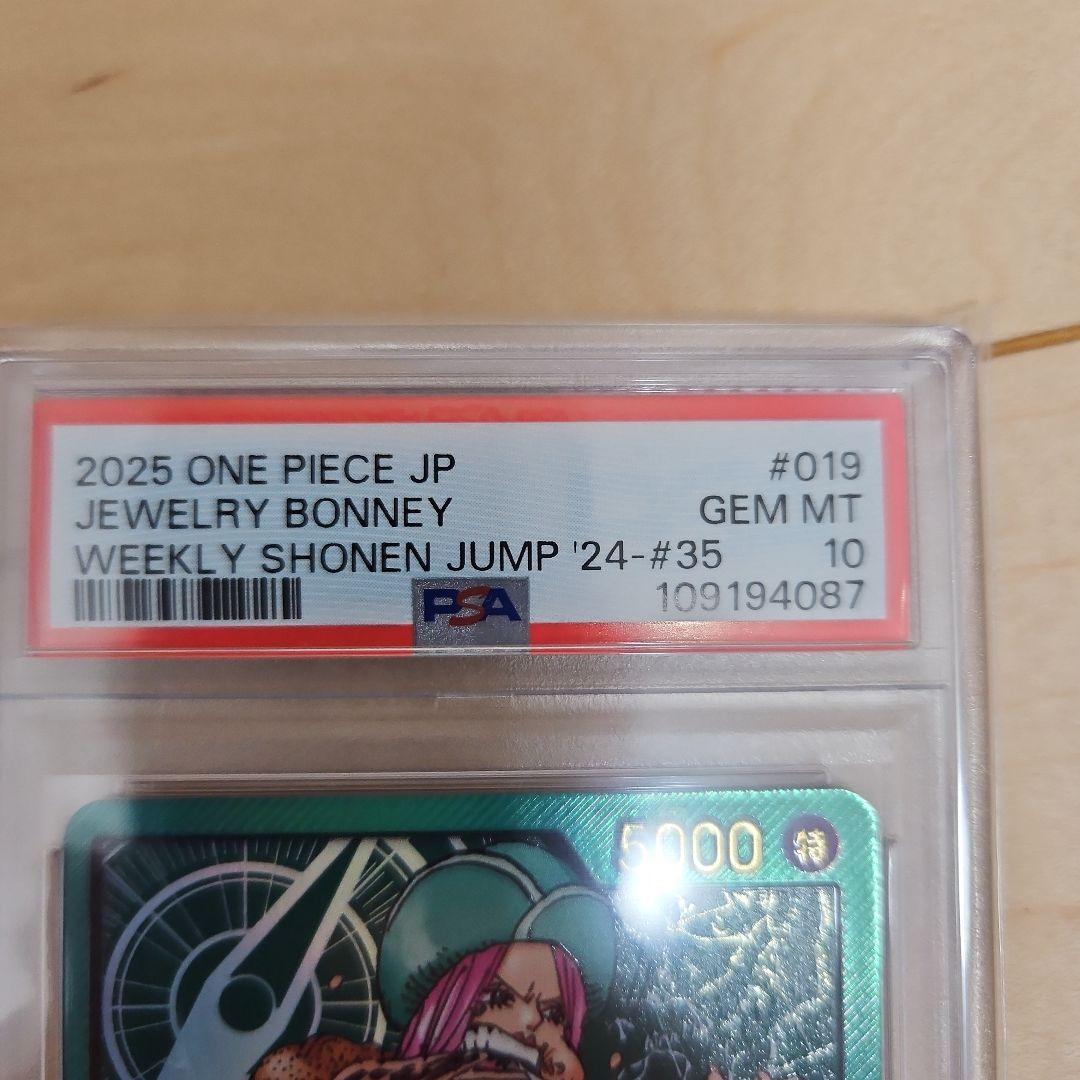 2025 ONE PIECE JP #019
JEWELRY BONNEY GEM MT
WEEKLY SHONEN JUMP '24-#35 10
PSA 109194087
5000 特